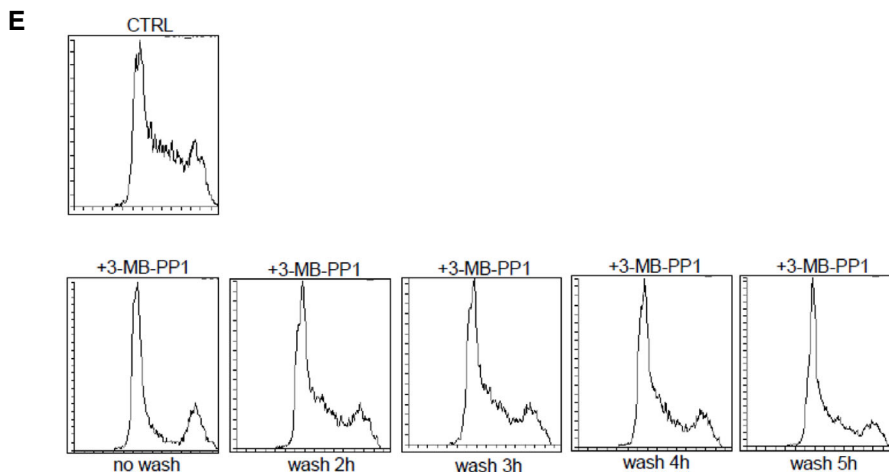 E
CTRL
+3-MB-PP1 +3-MB-PP1 +3-MB-PP1 +3-MB-PP1 +3-MB-PP1
no wash wash 2h wash 3h wash 4h wash 5h